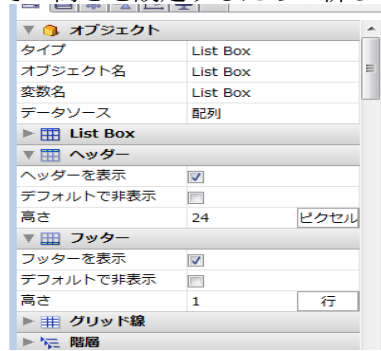 オブジェクト
タイプ List Box
オブジェクト名 List Box
変数名 List Box
データソース 配列
List Box
ヘッダー
ヘッダーを表示
デフォルトで非表示
高さ 24 ピクセル
フッター
フッターを表示
デフォルトで非表示
高さ 1 行
グリッド線
階層